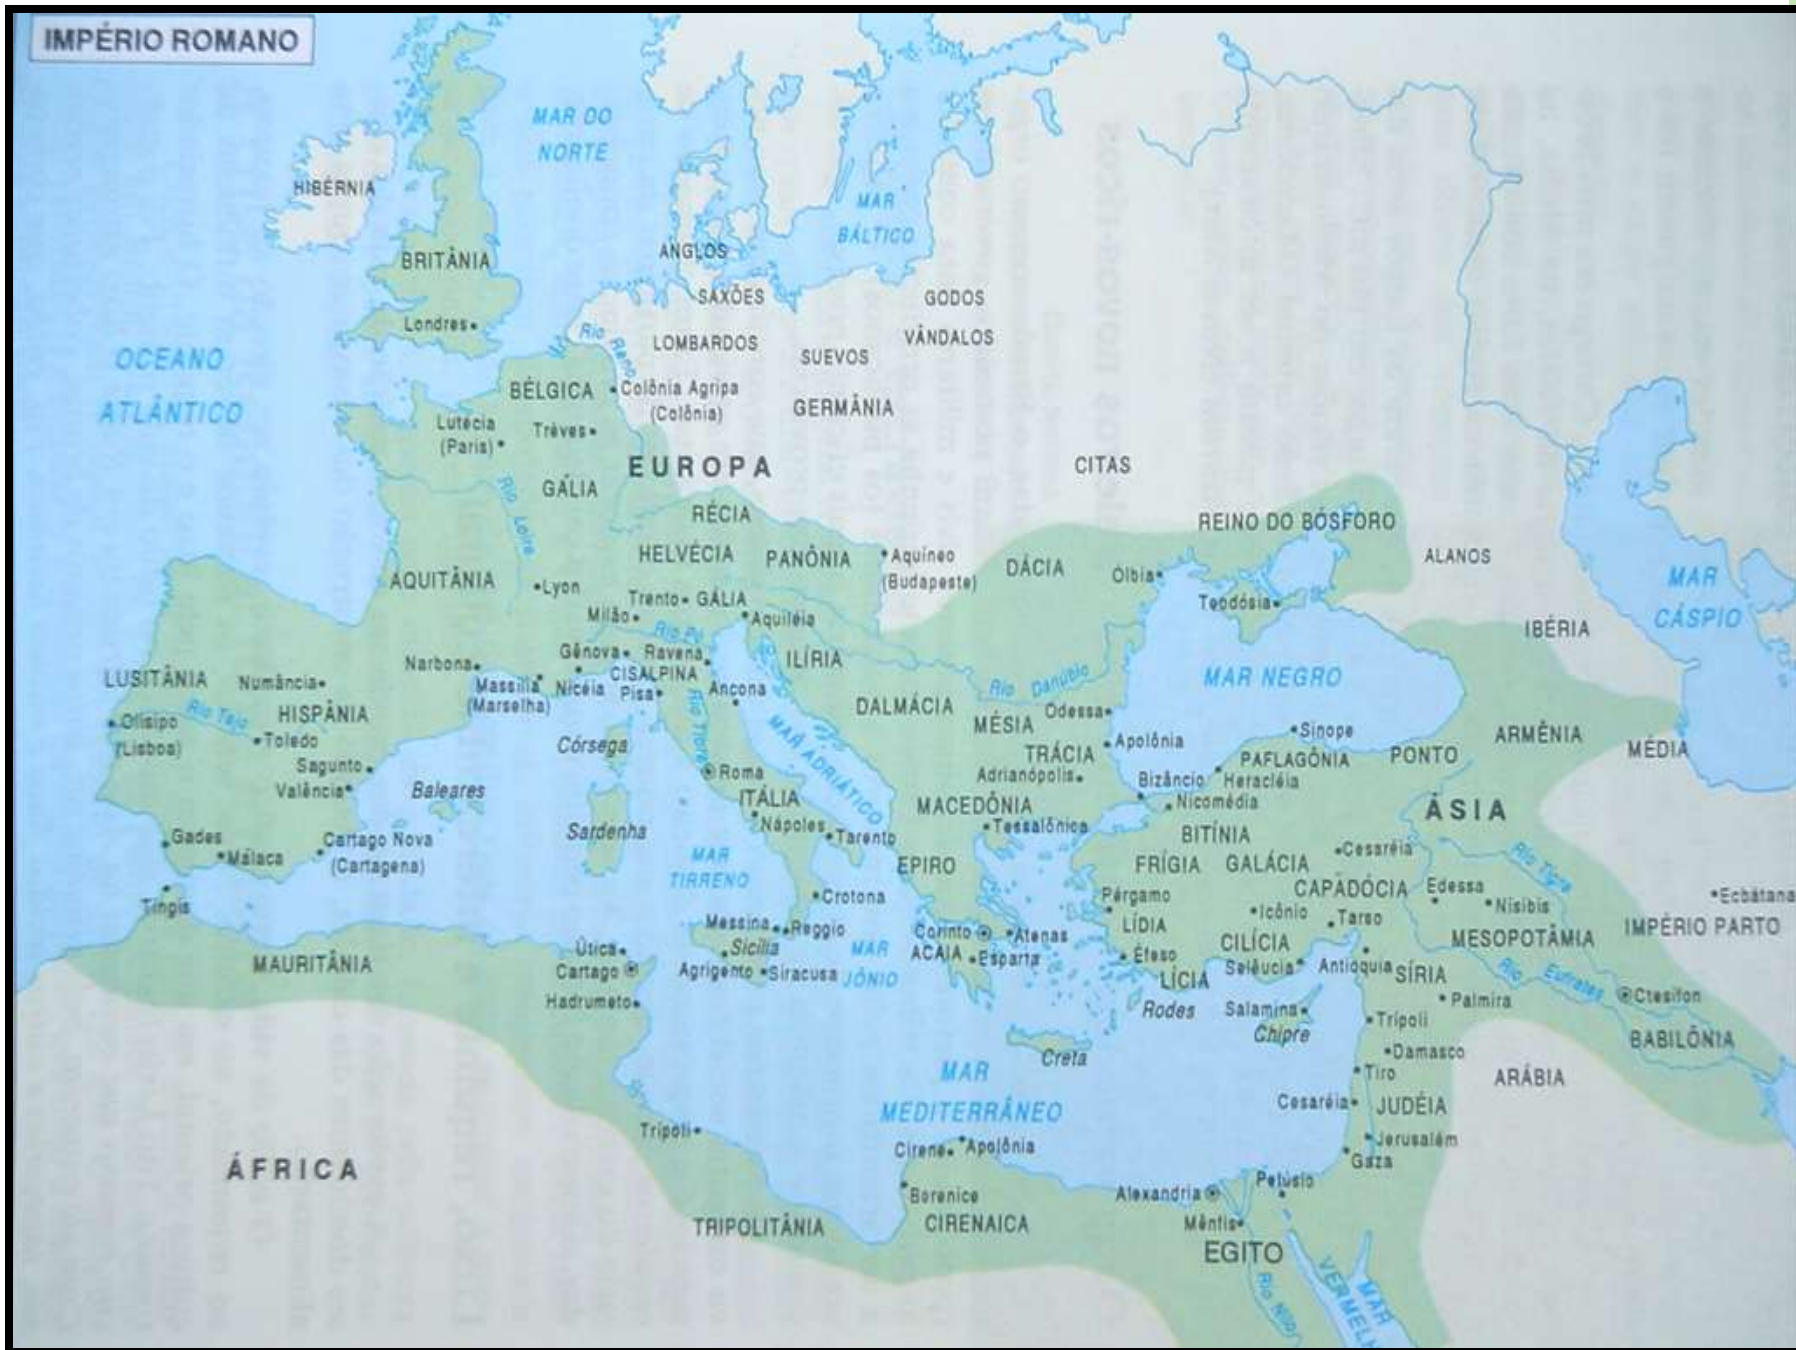 IMPÉRIO ROMANO
MAR DO
NORTE
HIBÉRNIA
MAR
BÁLTICO
ANGLOS
BRITÂNIA
SAXÕES
GODOS
Londres
Rio
Reno
LOMBARDOS
SUEVOS
VÂNDALOS
OCEANO
ATLÂNTICO
BÉLGICA
Colônia Agripa
(Colônia)
GERMÂNIA
Lutécia
(Paris)
Trèves
EUROPA
CITAS
GÁLIA
Rio Loire
RÉCIA
REINO DO BÓSFORO
HELVÉCIA
PANÔNIA
Aquíneo
(Budapeste)
DÁCIA
Ólbia
ALANOS
AQUITÂNIA
Lyon
Trento
GÁLIA
Milão
Aquiléia
Teodósia
MAR
CÁSPIO
IBÉRIA
Rio Pó
Gênova
Ravena
ILÍRIA
Narbona
CISALPINA
LUSITÂNIA
Numância
Massília
(Marselha)
Nicéia
Pisa
Ancona
Rio Danúbio
MAR NEGRO
Rio Tejo
HISPÂNIA
DALMÁCIA
MÉSIA
Odessa
Olisipo
(Lisboa)
Toledo
Córsega
Rio Tibre
MAR ADRIÁTICO
TRÁCIA
Apolônia
Sinope
ARMÊNIA
MÉDIA
Sagunto
Valência
Baleares
Roma
Adrianópolis
PAFLAGÔNIA
PONTO
Bizâncio
Heracléia
ITÁLIA
MACEDÔNIA
Nicomédia
ÁSIA
Sardenha
Nápoles
Tarento
Tessalônica
BITÍNIA
Gades
Málaca
Cartago Nova
(Cartagena)
MAR
TIRRENO
EPIRO
FRÍGIA
GALÁCIA
Cesaréia
Rio Tigre
CAPADÓCIA
Edessa
Nísibis
Ecbátana
Tíngis
Crotona
Pérgamo
Icônio
Tarso
IMPÉRIO PARTO
Messina
Reggio
Corinto
Atenas
LÍDIA
CILÍCIA
MESOPOTÂMIA
Útica
Sicília
MAR
JÔNIO
ACAIA
Esparta
Éfeso
MAURITÂNIA
Cartago
Agrigento
Siracusa
LÍCIA
Selêucia
Antioquia
SÍRIA
Rio Eufrates
Hadrumeto
Rodes
Salamina
Chipre
Palmira
Ctesifon
Creta
Trípoli
BABILÔNIA
Damasco
MAR
MEDITERRÂNEO
Tiro
ARÁBIA
Cesaréia
JUDÉIA
Trípoli
Cirene
Apolônia
Jerusalém
Gaza
ÁFRICA
Berenice
Alexandria
Pelúsio
TRIPOLITÂNIA
CIRENAICA
Mênfis
EGITO
Rio Nilo
MAR
VERMELH